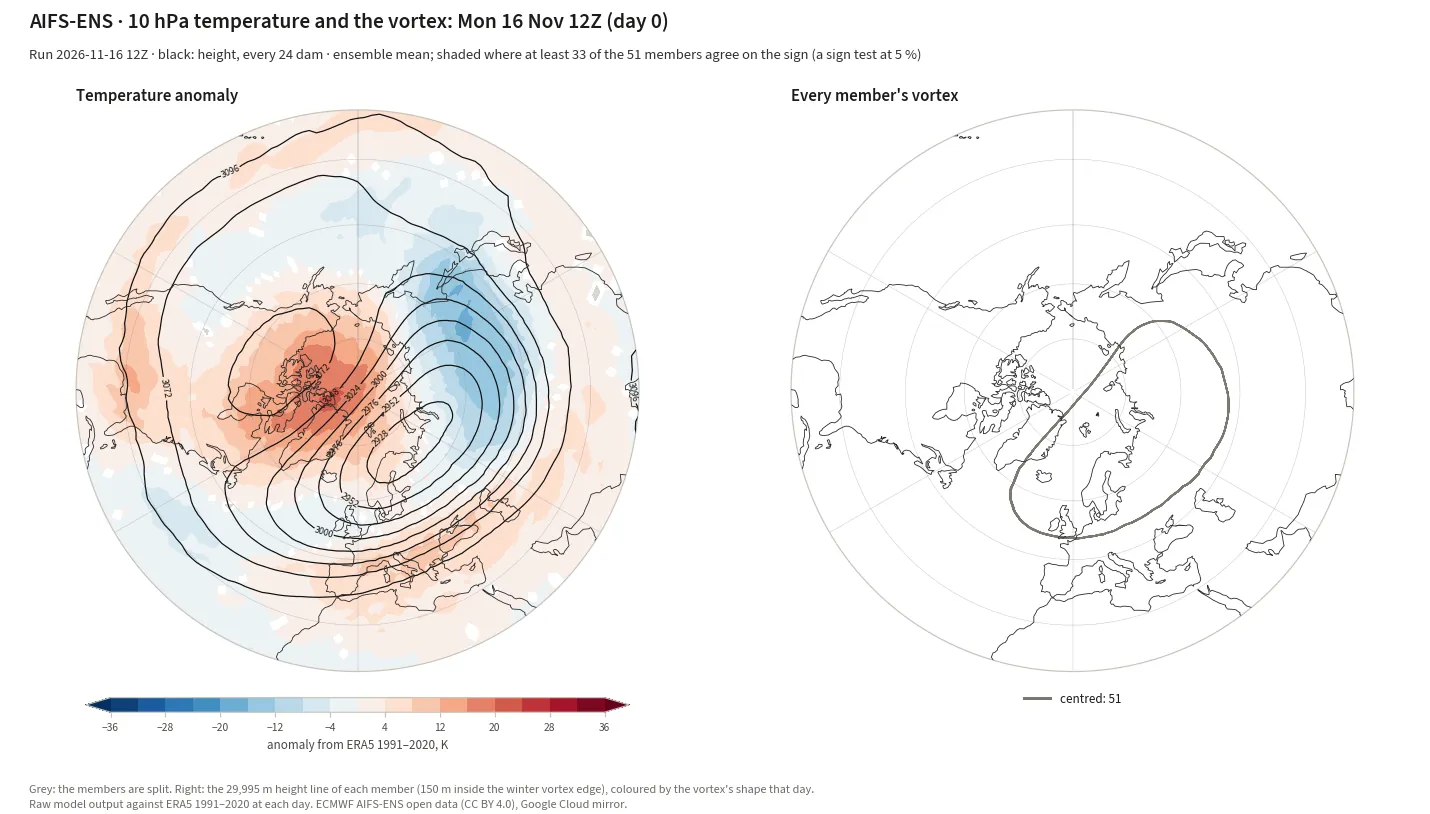 AIFS-ENS · 10 hPa temperature and the vortex: Mon 16 Nov 12Z (day 0)
Run 2026-11-16 12Z · black: height, every 24 dam · ensemble mean; shaded where at least 33 of the 51 members agree on the sign (a sign test at 5 %)
Temperature anomaly
Every member's vortex
3096
3072
3096
3000
3024
2976
2952
2928
2952
3000
−36 −28 −20 −12 −4 4 12 20 28 36
anomaly from ERA5 1991–2020, K
centred: 51
Grey: the members are split. Right: the 29,995 m height line of each member (150 m inside the winter vortex edge), coloured by the vortex's shape that day.
Raw model output against ERA5 1991–2020 at each day. ECMWF AIFS-ENS open data (CC BY 4.0), Google Cloud mirror.